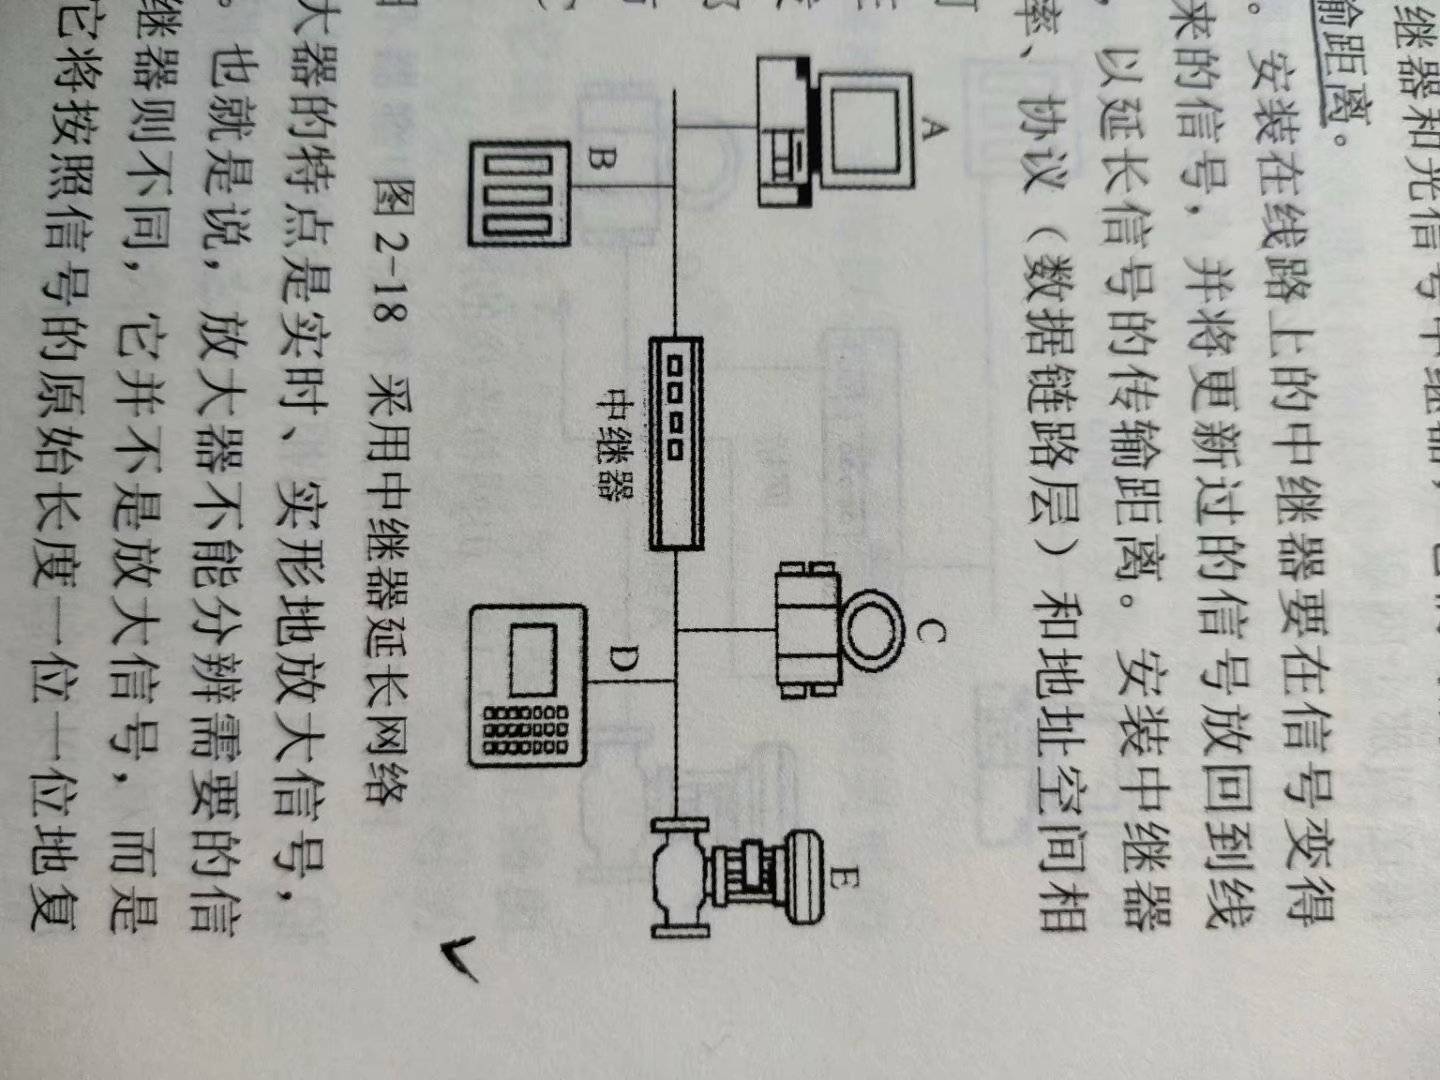 继器和光信号中继器，
输距离。
。安装在线路上的中继器要在信号变得
来的信号，并将更新过的信号放回到线
，以延长信号的传输距离。安装中继器
率、协议（数据链路层）和地址空间相
A
B
C
D
E
中继器
图 2-18 采用中继器延长网络
大器的特点是实时、实形地放大信号，
。也就是说，放大器不能分辨需要的信
继器则不同，它并不是放大信号，而是
它将按照信号的原始长度一位一位地复